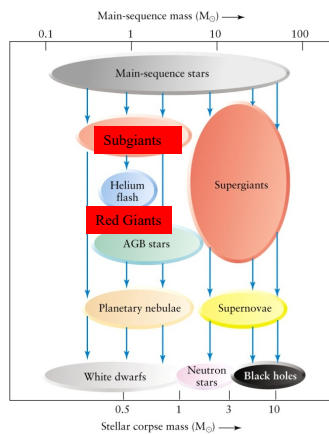 Main-sequence mass (M☉) ⟶
0.1 1 10 100
Main-sequence stars
Subgiants
Helium
flash
Supergiants
Red Giants
AGB stars
Planetary nebulae
Supernovae
White dwarfs
Neutron
stars
Black holes
0.5 1 3 10
Stellar corpse mass (M☉) ⟶